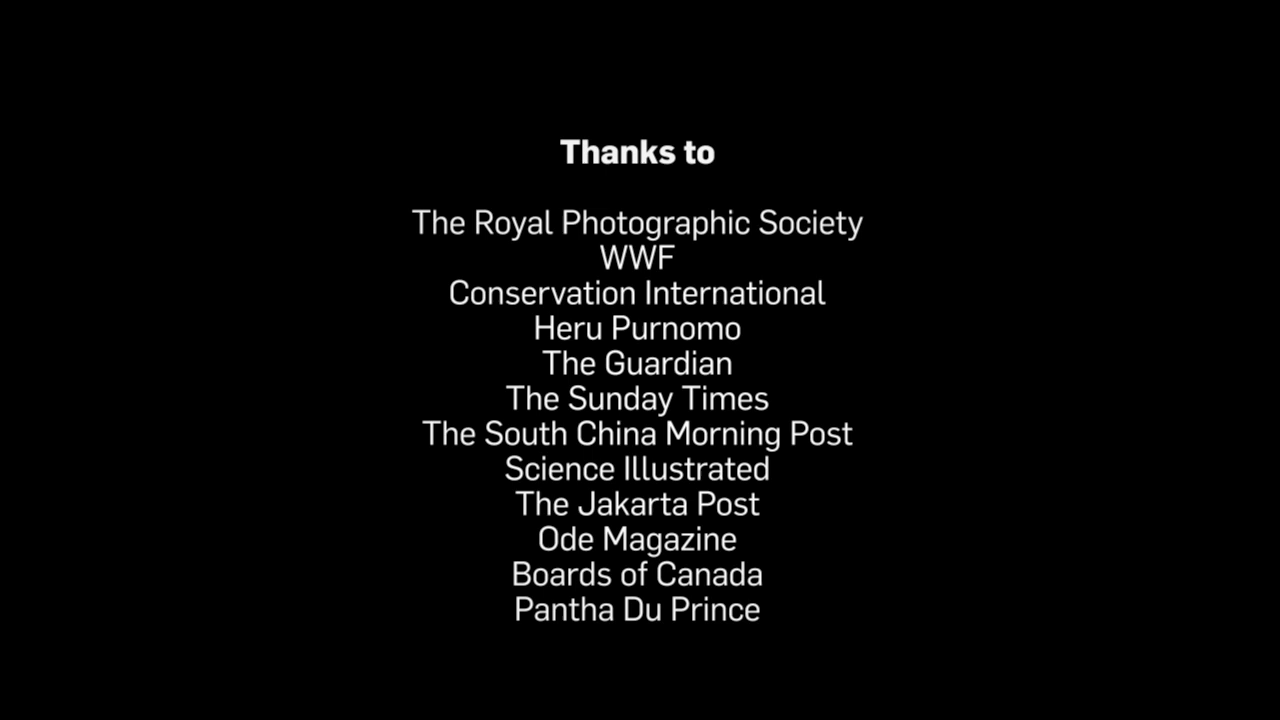 Thanks to
The Royal Photographic Society
WWF
Conservation International
Heru Purnomo
The Guardian
The Sunday Times
The South China Morning Post
Science Illustrated
The Jakarta Post
Ode Magazine
Boards of Canada
Pantha Du Prince